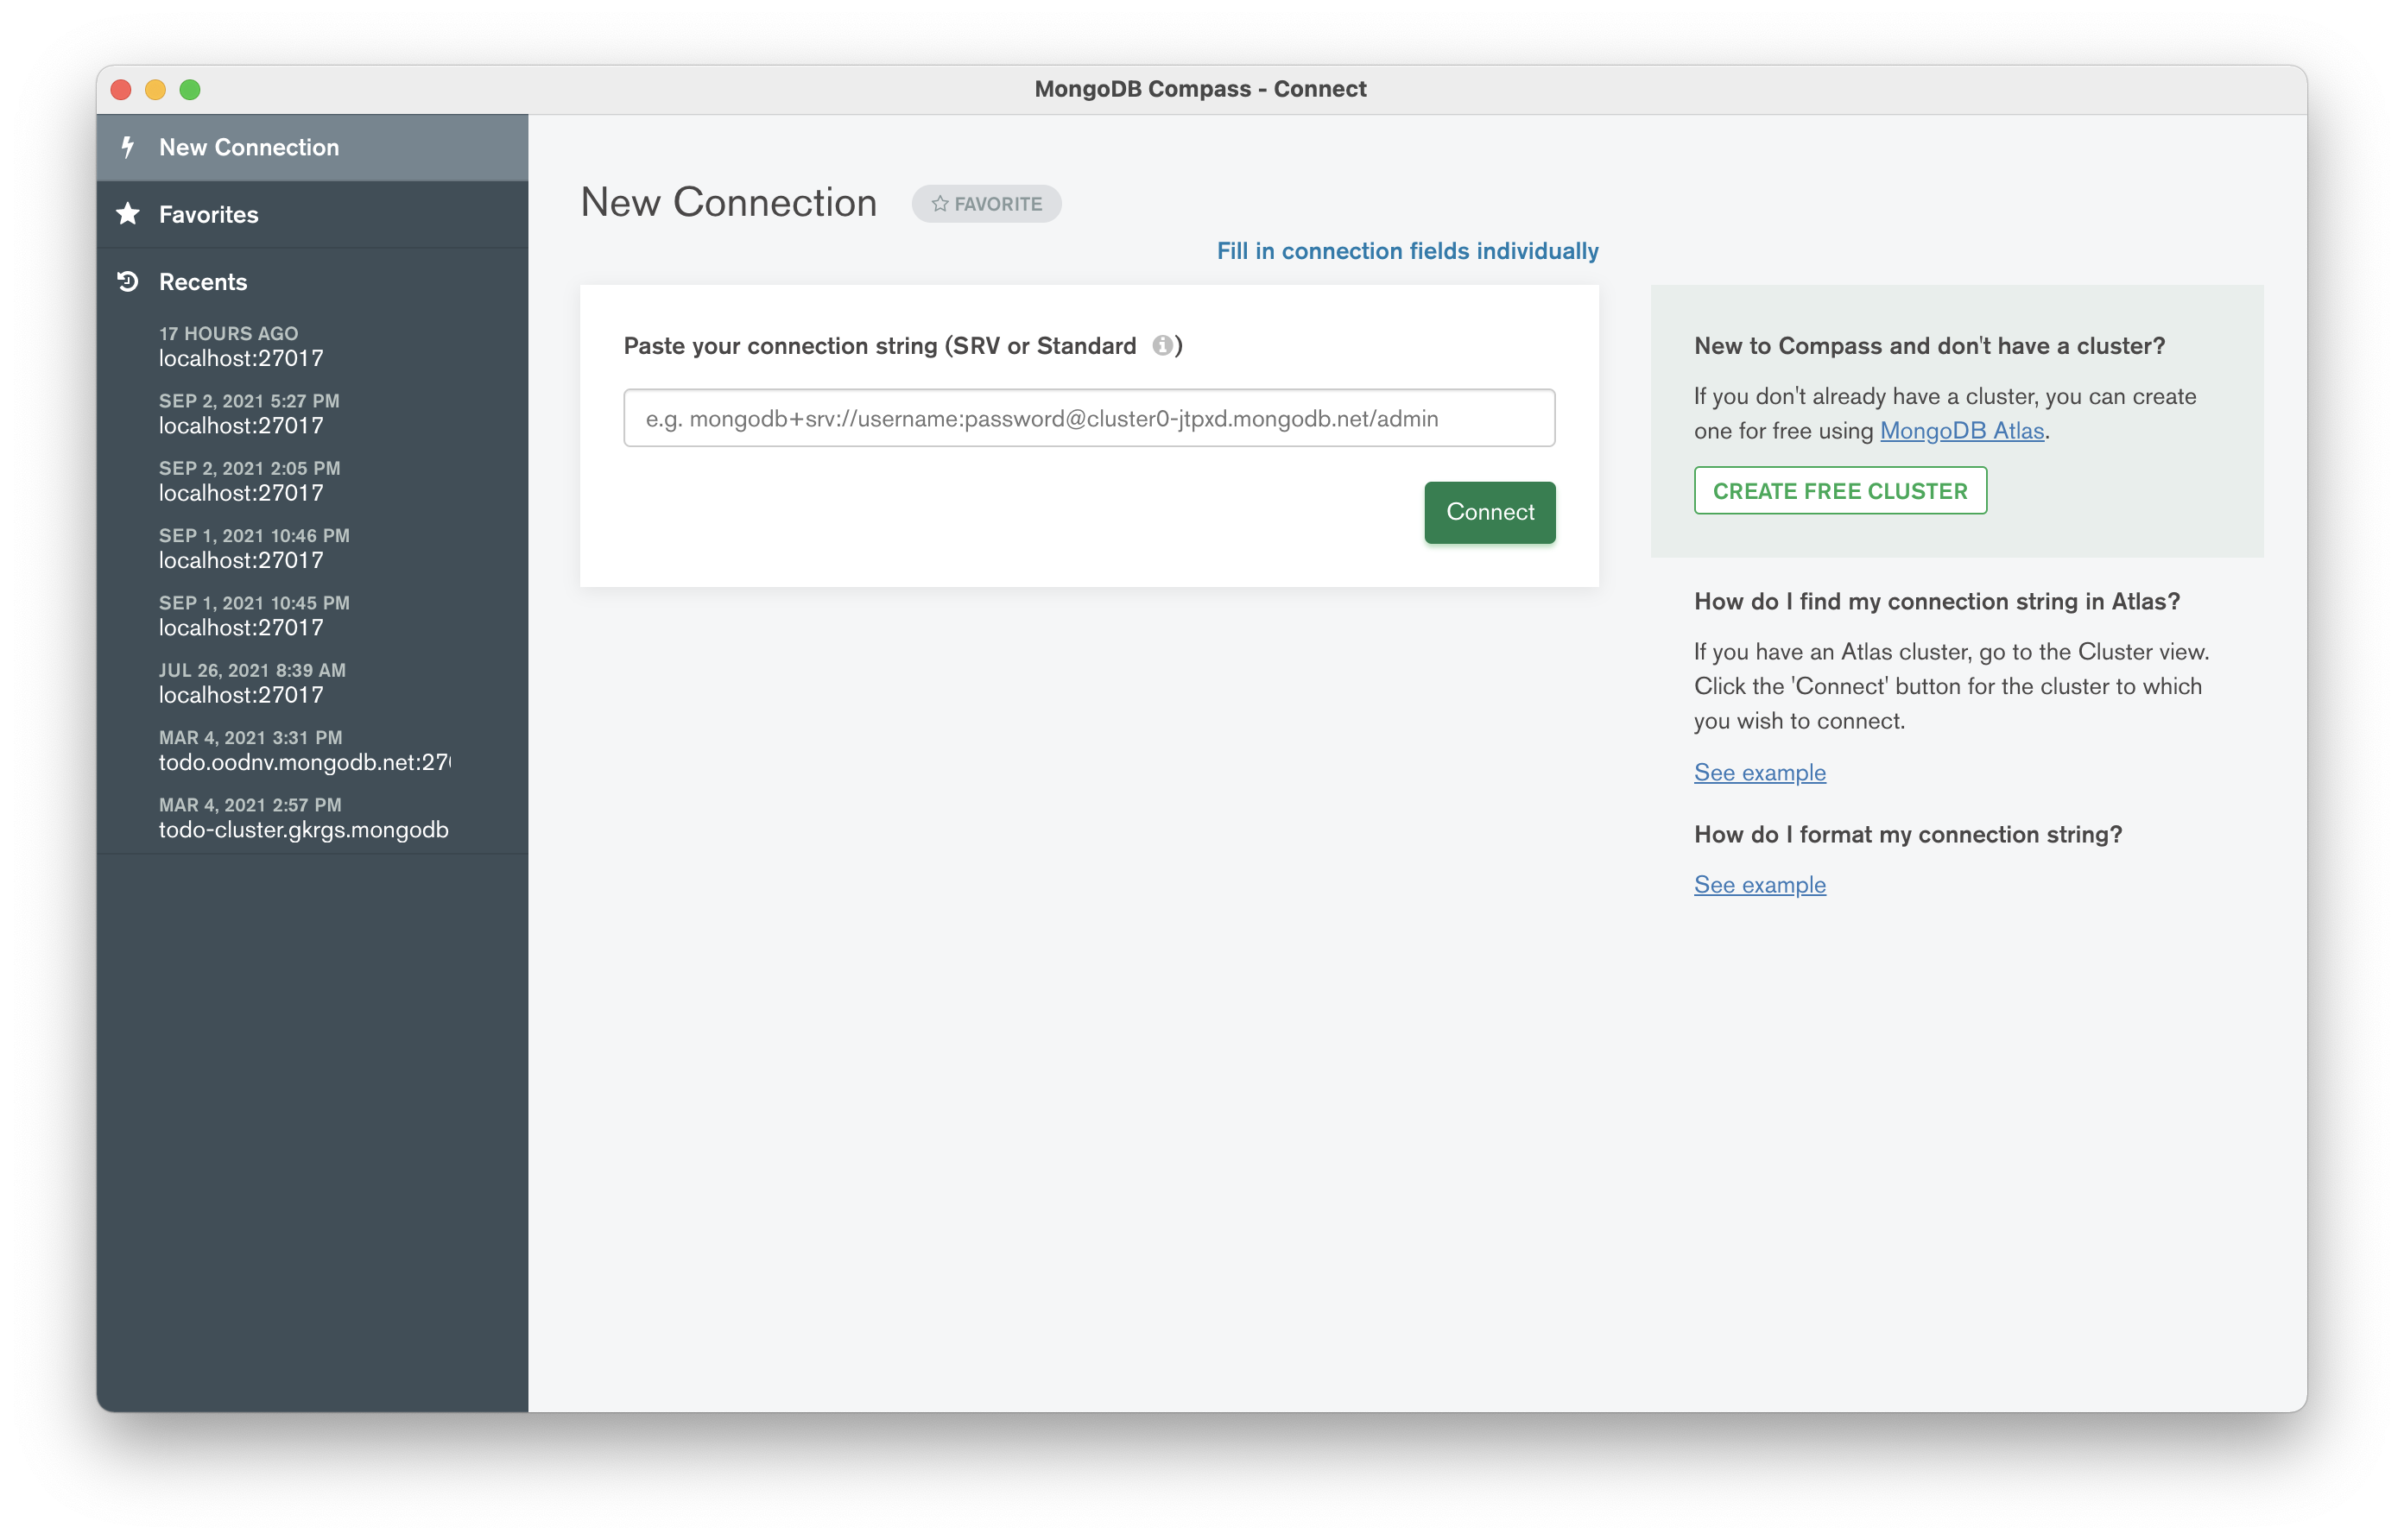 MongoDB Compass - Connect
New Connection
Favorites
Recents
17 HOURS AGO
localhost:27017
SEP 2, 2021 5:27 PM
localhost:27017
SEP 2, 2021 2:05 PM
localhost:27017
SEP 1, 2021 10:46 PM
localhost:27017
SEP 1, 2021 10:45 PM
localhost:27017
JUL 26, 2021 8:39 AM
localhost:27017
MAR 4, 2021 3:31 PM
todo.oodnv.mongodb.net:27
MAR 4, 2021 2:57 PM
todo-cluster.gkrgs.mongodb
New Connection
FAVORITE
Fill in connection fields individually
Paste your connection string (SRV or Standard )
e.g. mongodb+srv://username:password@cluster0-jtpxd.mongodb.net/admin
Connect
New to Compass and don't have a cluster?
If you don't already have a cluster, you can create
one for free using MongoDB Atlas.
CREATE FREE CLUSTER
How do I find my connection string in Atlas?
If you have an Atlas cluster, go to the Cluster view.
Click the 'Connect' button for the cluster to which
you wish to connect.
See example
How do I format my connection string?
See example